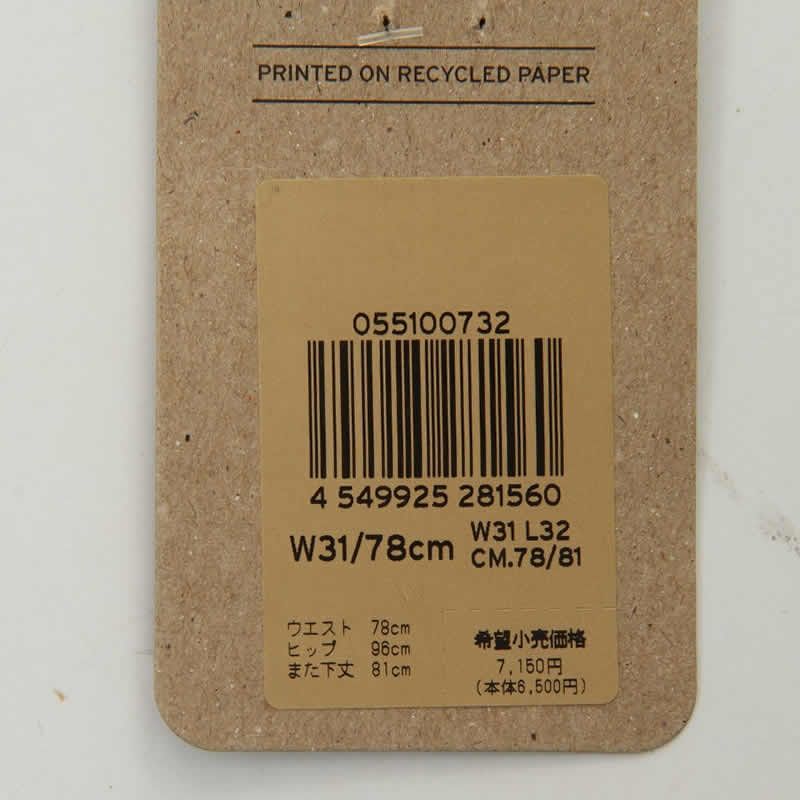 PRINTED ON RECYCLED PAPER
055100732
4 549925 281560
W31/78cm
W31 L32
CM.78/81
ウエスト 78cm
ヒップ 96cm
また下丈 81cm
希望小売価格
7,150円
(本体6,500円)